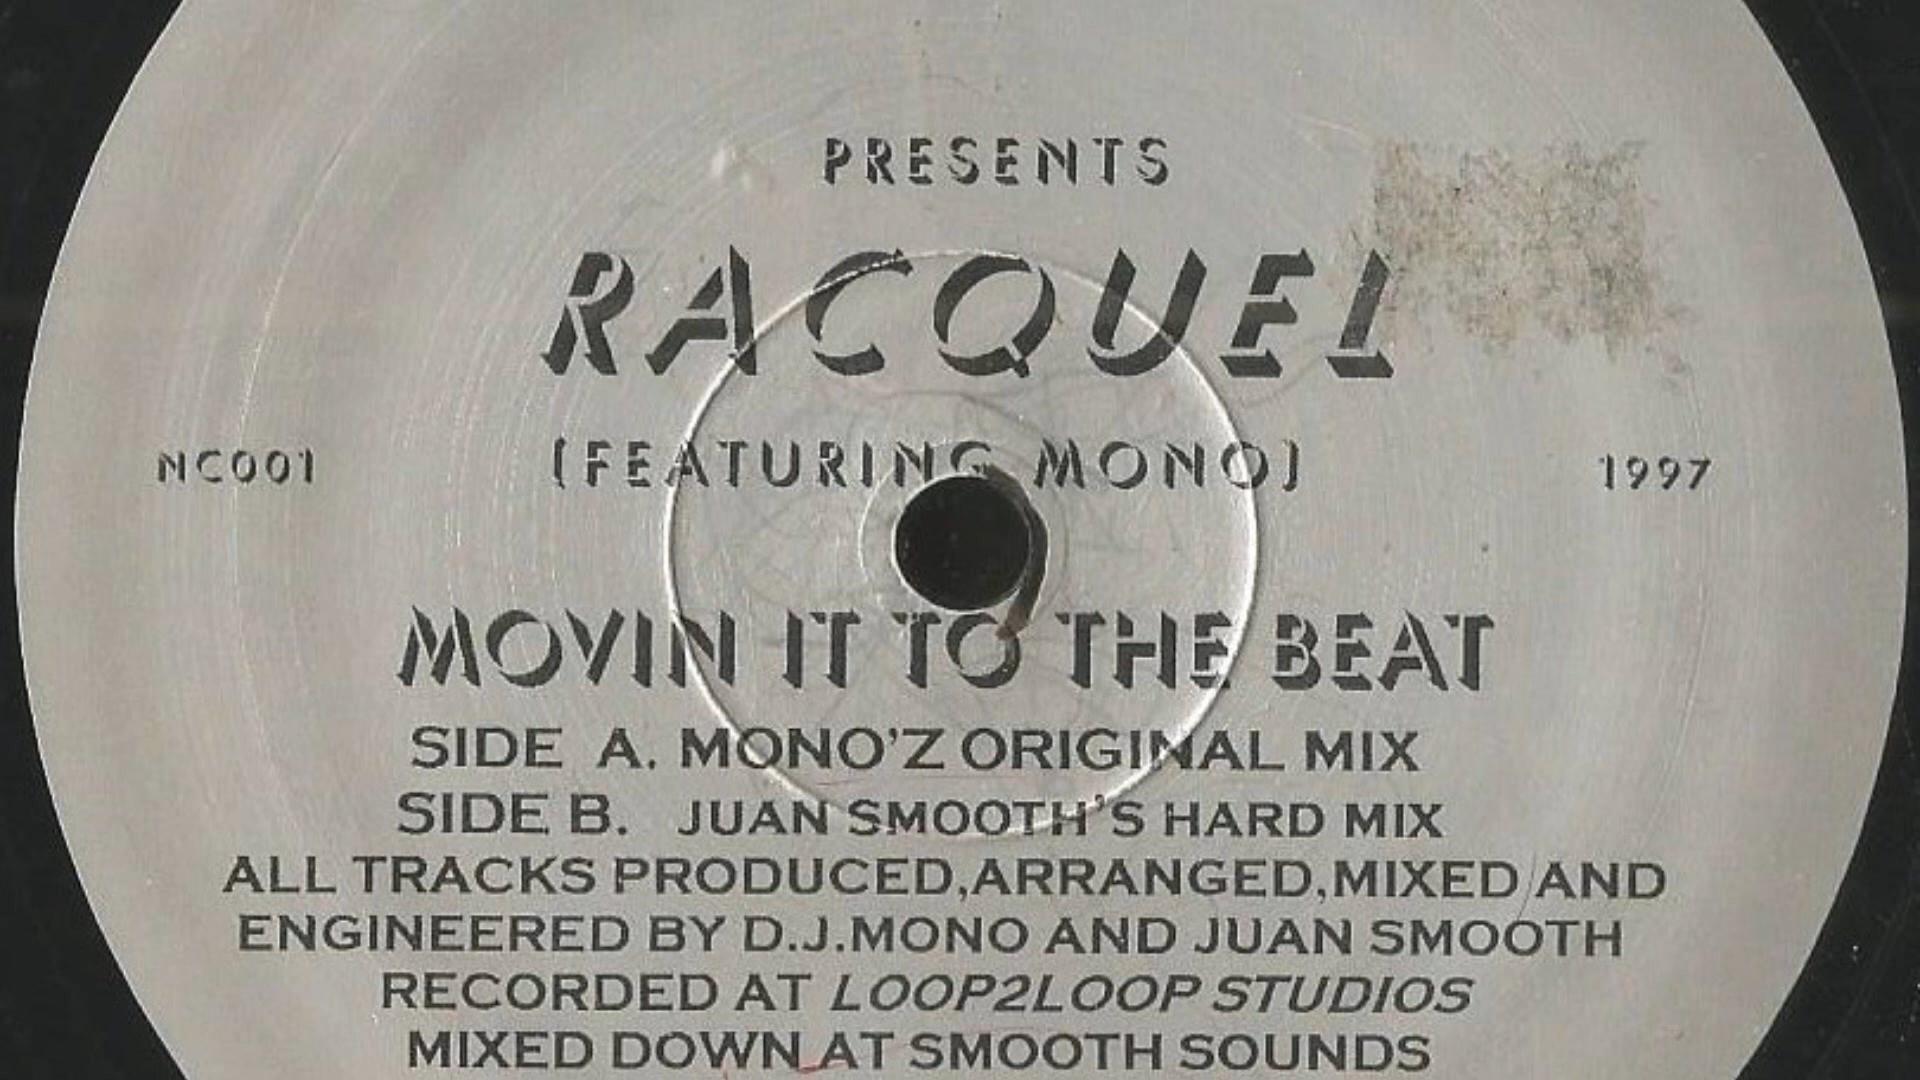 PRESENTS
RACQUEL
NC001 (FEATURING MONO) 1997
MOVIN IT TO THE BEAT
SIDE A. MONO'Z ORIGINAL MIX
SIDE B. JUAN SMOOTH'S HARD MIX
ALL TRACKS PRODUCED,ARRANGED,MIXED AND
ENGINEERED BY D.J.MONO AND JUAN SMOOTH
RECORDED AT LOOP2LOOP STUDIOS
MIXED DOWN AT SMOOTH SOUNDS